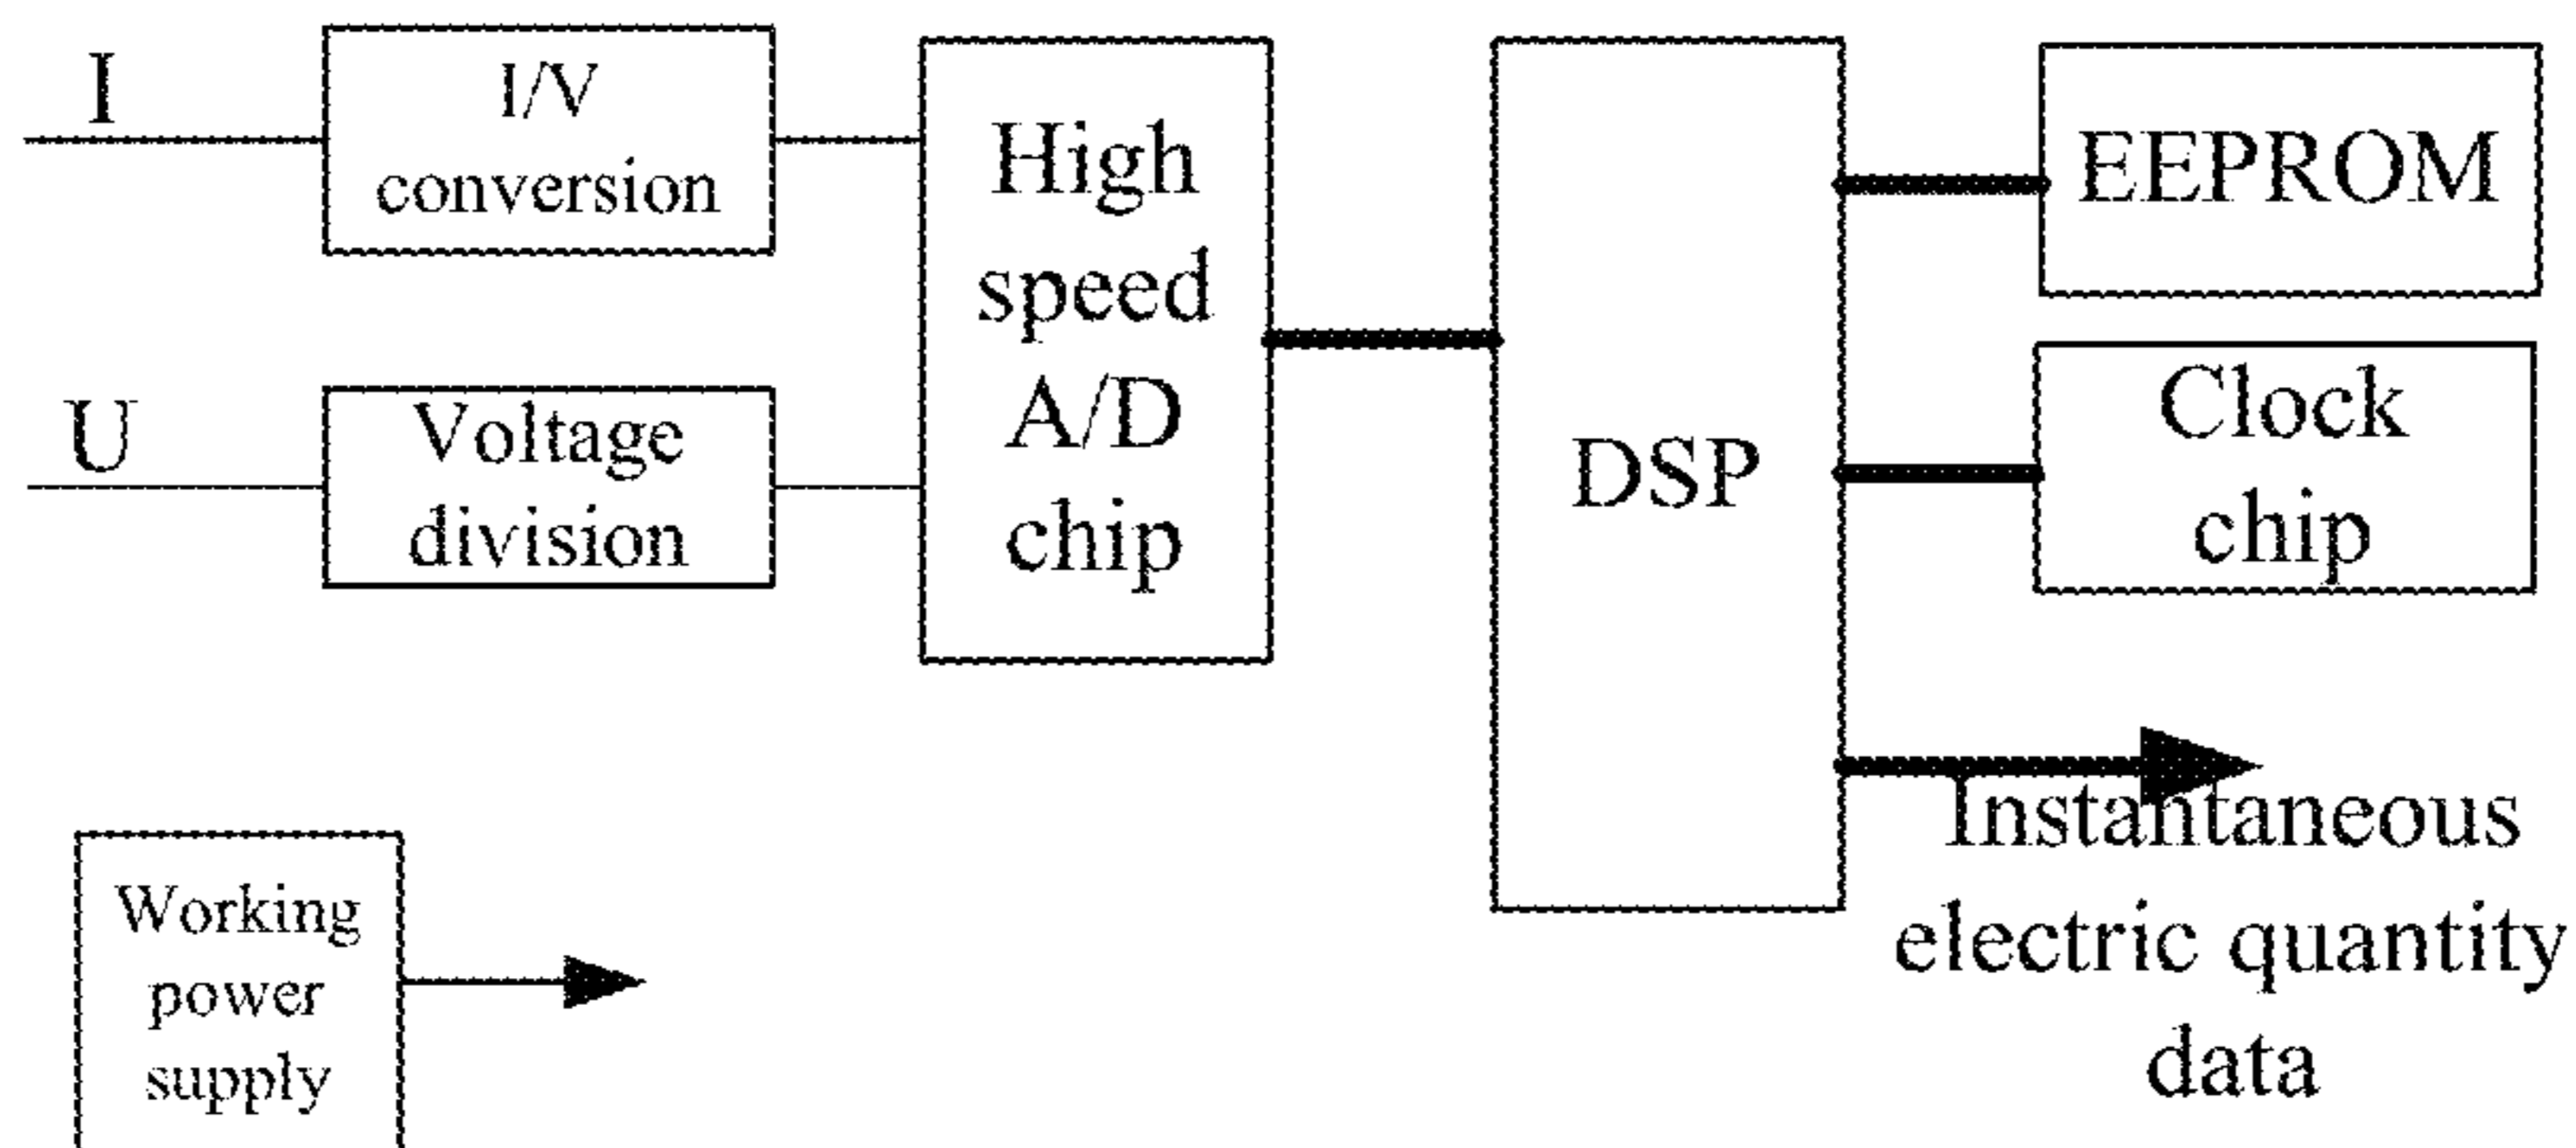 I
I/V
conversion
High
speed
A/D
chip
EEPROM
U
Voltage
division
DSP
Clock
chip
Instantaneous
electric quantity
data
Working
power
supply